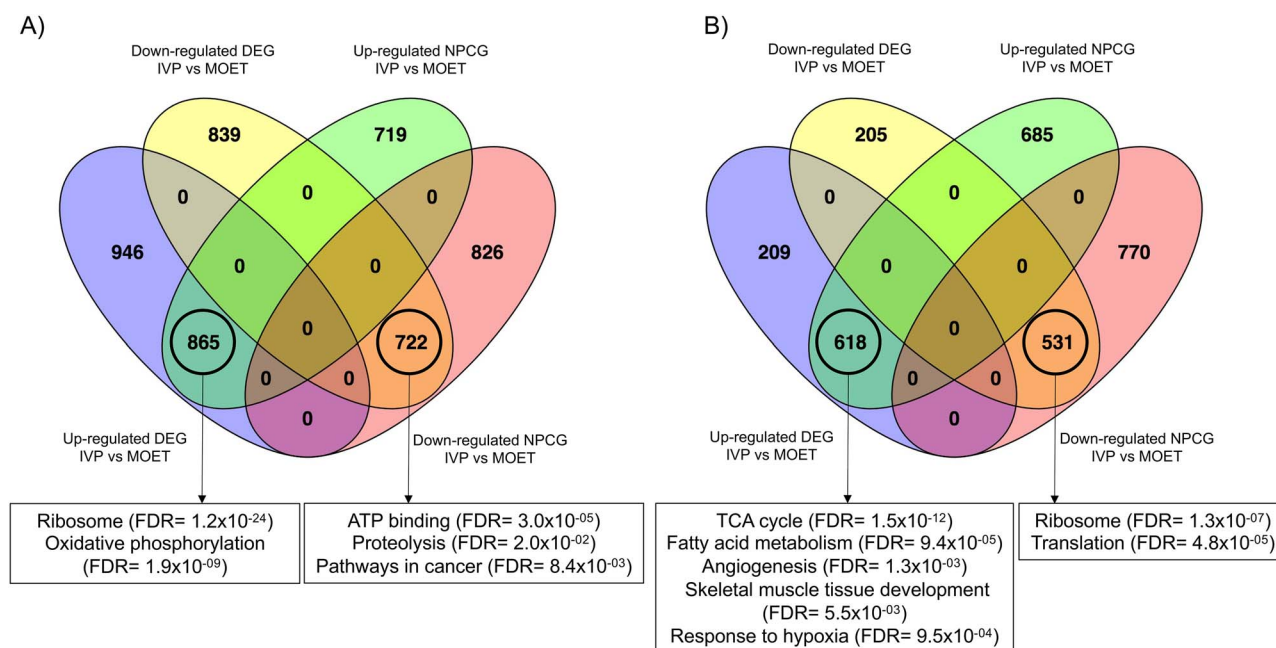 A)
Down-regulated DEG
IVP vs MOET
Up-regulated NPCG
IVP vs MOET
839
719
0
0
0
946
826
0
0
865
0
722
0
0
0
Up-regulated DEG
IVP vs MOET
Down-regulated NPCG
IVP vs MOET
Ribosome (FDR= 1.2x10⁻²⁴)
Oxidative phosphorylation
(FDR= 1.9x10⁻⁰⁹)
ATP binding (FDR= 3.0x10⁻⁰⁵)
Proteolysis (FDR= 2.0x10⁻⁰²)
Pathways in cancer (FDR= 8.4x10⁻⁰³)
B)
Down-regulated DEG
IVP vs MOET
Up-regulated NPCG
IVP vs MOET
205
685
0
0
0
209
770
0
0
618
0
531
0
0
0
Up-regulated DEG
IVP vs MOET
Down-regulated NPCG
IVP vs MOET
TCA cycle (FDR= 1.5x10⁻¹²)
Fatty acid metabolism (FDR= 9.4x10⁻⁰⁵)
Angiogenesis (FDR= 1.3x10⁻⁰³)
Skeletal muscle tissue development
(FDR= 5.5x10⁻⁰³)
Response to hypoxia (FDR= 9.5x10⁻⁰⁴)
Ribosome (FDR= 1.3x10⁻⁰⁷)
Translation (FDR= 4.8x10⁻⁰⁵)